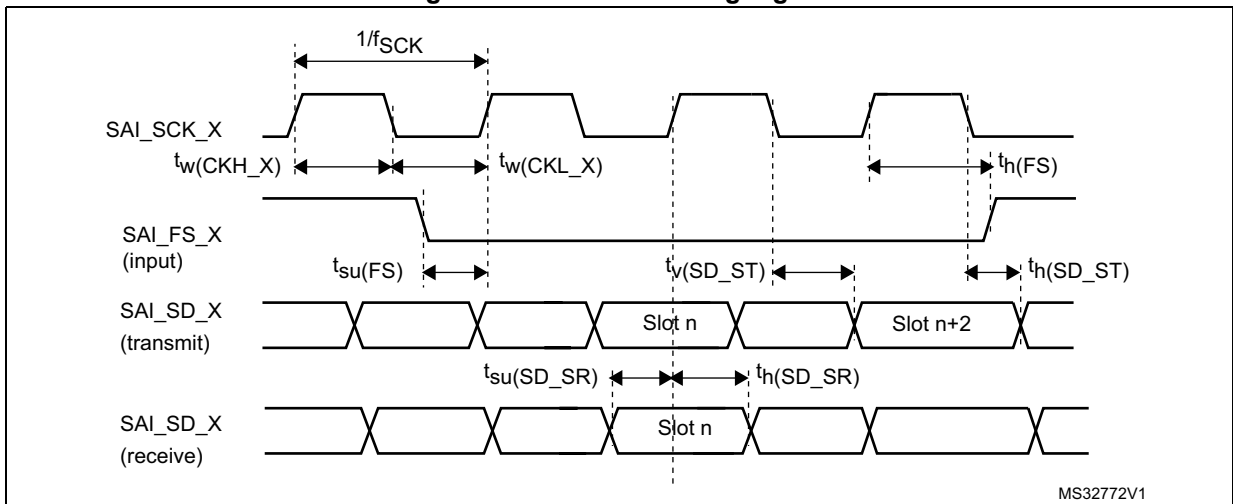 1/fSCK
SAI_SCK_X
tw(CKH_X)
tw(CKL_X)
th(FS)
SAI_FS_X
(input)
tsu(FS)
tv(SD_ST)
th(SD_ST)
SAI_SD_X
(transmit)
Slot n
Slot n+2
tsu(SD_SR)
th(SD_SR)
SAI_SD_X
(receive)
Slot n
MS32772V1